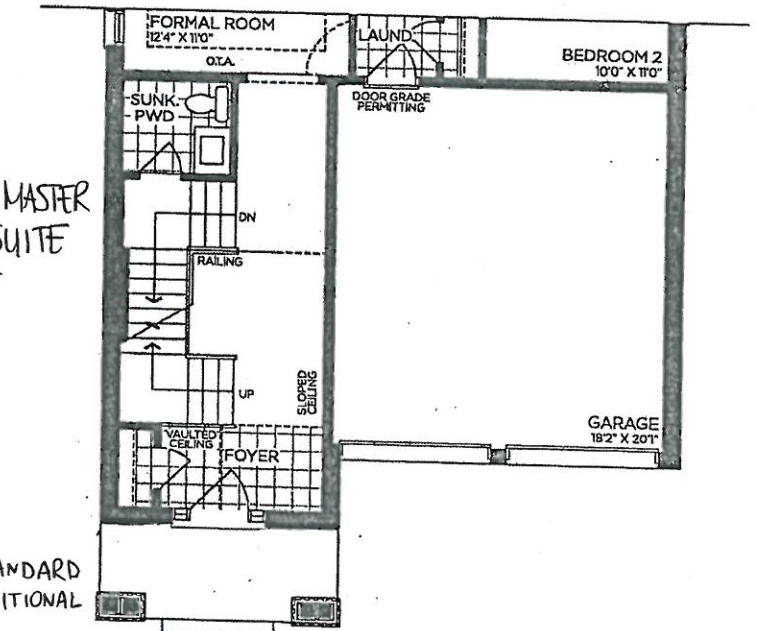 FORMAL ROOM
12'4" X 11'0"
O.T.A.
LAUND.
BEDROOM 2
10'0" X 11'0"
SUNK.
PWD
DOOR GRADE
PERMITTING
MASTER
SUITE
DN
RAILING
UP
SLOPED
CEILING
GARAGE
18'2" X 20'1"
VAULTED
CEILING
FOYER
ANDARD
ITIONAL